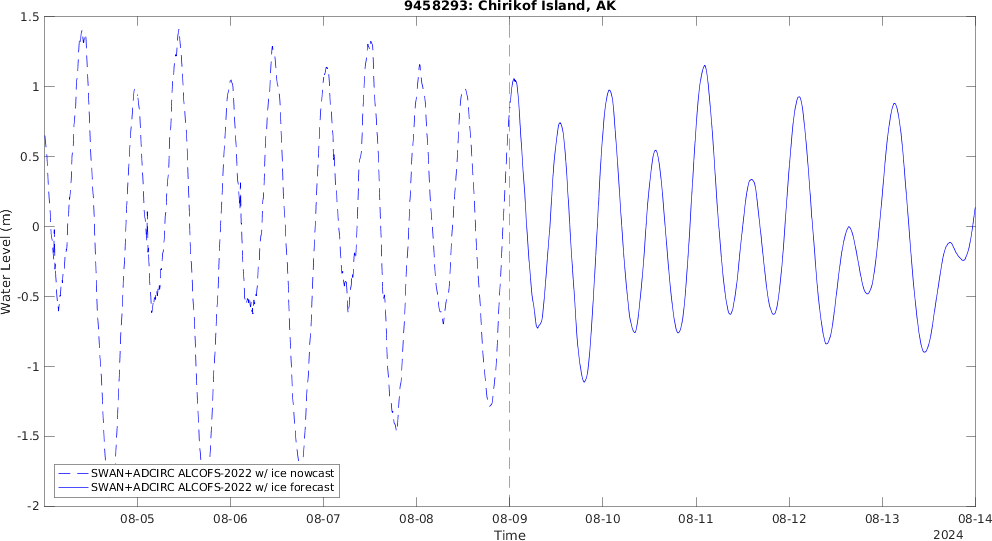 9458293: Chirikof Island, AK
1.5
1
0.5
0
-0.5
-1
-1.5
-2
Water Level (m)
SWAN+ADCIRC ALCOFS-2022 w/ ice nowcast
SWAN+ADCIRC ALCOFS-2022 w/ ice forecast
08-05 08-06 08-07 08-08 08-09 08-10 08-11 08-12 08-13 08-14
Time
2024